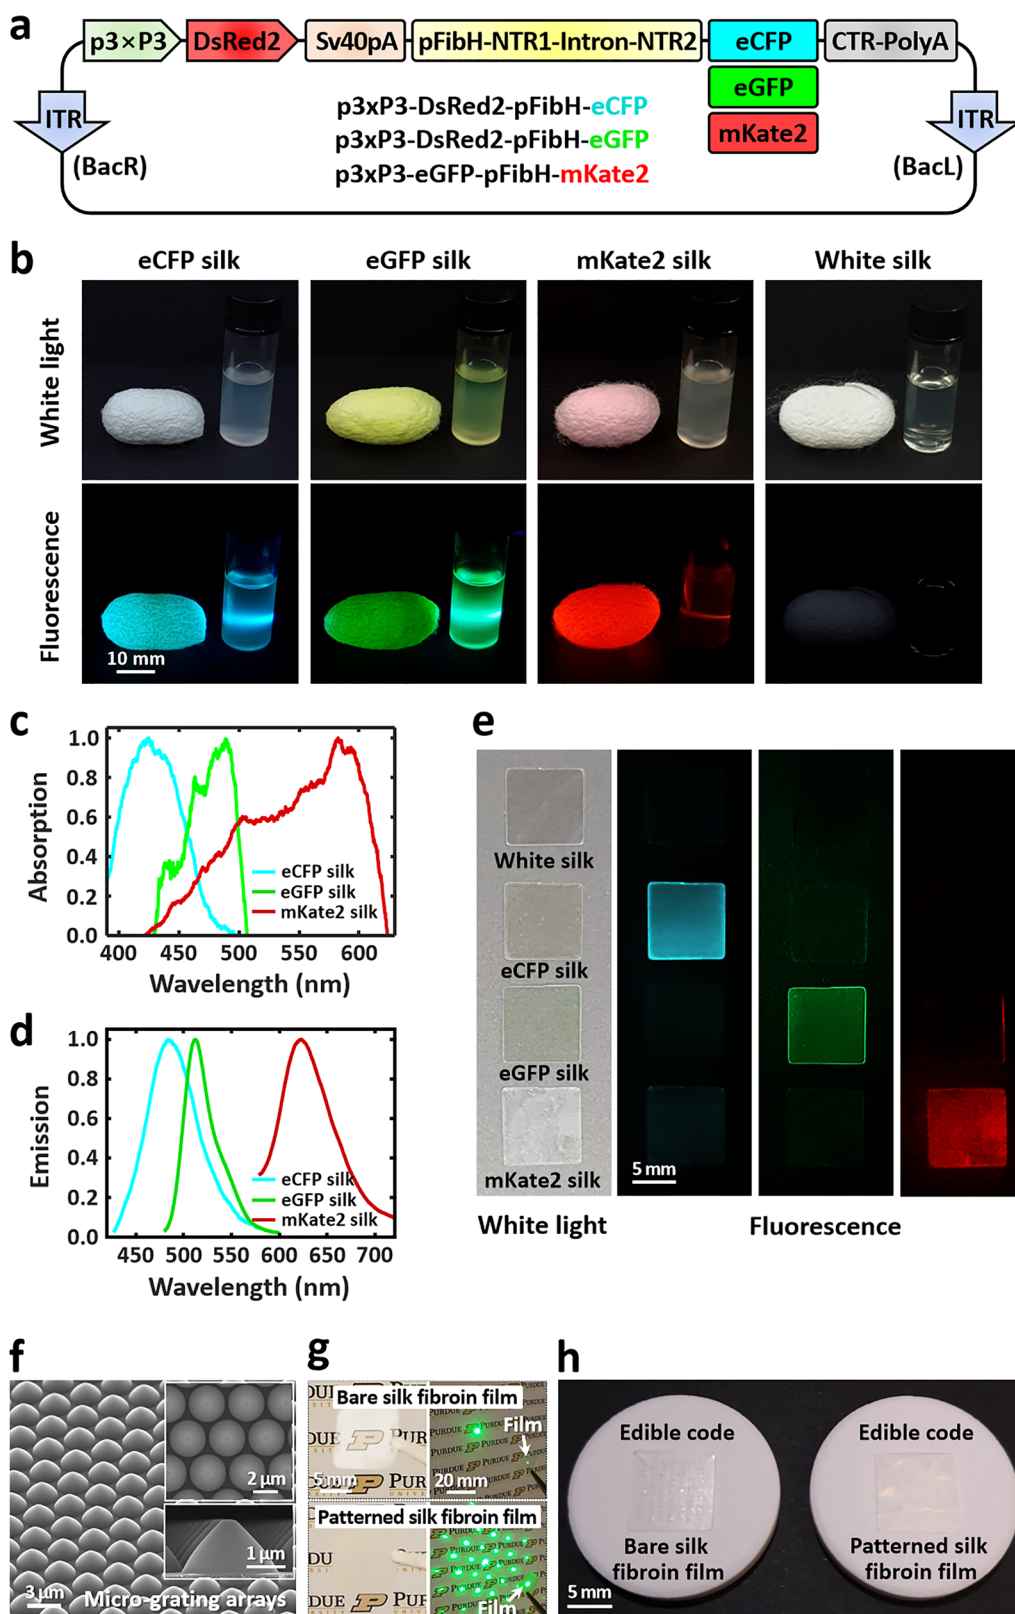 a
p3×P3 DsRed2 Sv40pA pFibH-NTR1-Intron-NTR2 eCFP CTR-PolyA
eGFP
mKate2
ITR
(BacR)
p3xP3-DsRed2-pFibH-eCFP
p3xP3-DsRed2-pFibH-eGFP
p3xP3-eGFP-pFibH-mKate2
ITR
(BacL)
b
eCFP silk eGFP silk mKate2 silk White silk
White light
Fluorescence
10 mm
c
Absorption
1.0
0.8
0.6
0.4
0.2
0.0
eCFP silk
eGFP silk
mKate2 silk
400 450 500 550 600
Wavelength (nm)
d
Emission
1.0
0.8
0.6
0.4
0.2
0.0
eCFP silk
eGFP silk
mKate2 silk
450 500 550 600 650 700
Wavelength (nm)
e
White silk
eCFP silk
eGFP silk
mKate2 silk
5 mm
White light Fluorescence
f
2 µm
1 µm
3 µm
Micro-grating arrays
g
Bare silk fibroin film
PURDUE
Film
5 mm
20 mm
Patterned silk fibroin film
PURDUE
Film
h
Edible code
Bare silk
fibroin film
5 mm
Edible code
Patterned silk
fibroin film